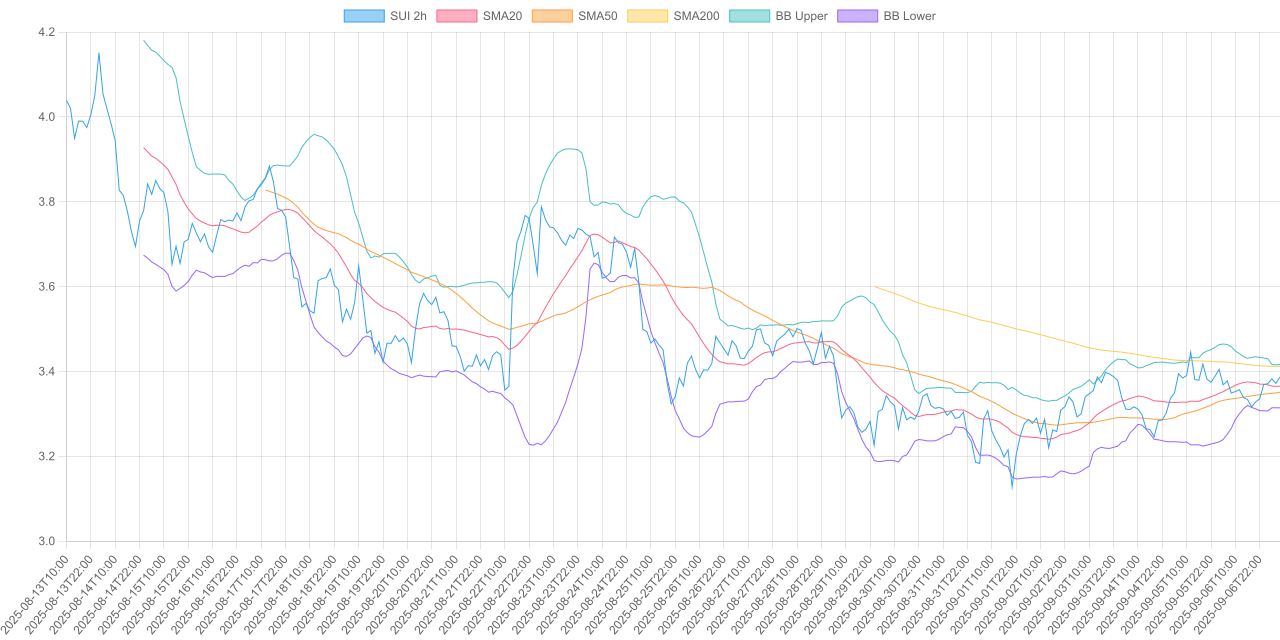 SUI 2h SMA20 SMA50 SMA200 BB Upper BB Lower
4.2
4.0
3.8
3.6
3.4
3.2
3.0
2025-08-13T10:00
2025-08-13T22:00
2025-08-14T10:00
2025-08-14T22:00
2025-08-15T10:00
2025-08-15T22:00
2025-08-16T10:00
2025-08-16T22:00
2025-08-17T10:00
2025-08-17T22:00
2025-08-18T10:00
2025-08-18T22:00
2025-08-19T10:00
2025-08-19T22:00
2025-08-20T10:00
2025-08-20T22:00
2025-08-21T10:00
2025-08-21T22:00
2025-08-22T10:00
2025-08-22T22:00
2025-08-23T10:00
2025-08-23T22:00
2025-08-24T10:00
2025-08-24T22:00
2025-08-25T10:00
2025-08-25T22:00
2025-08-26T10:00
2025-08-26T22:00
2025-08-27T10:00
2025-08-27T22:00
2025-08-28T10:00
2025-08-28T22:00
2025-08-29T10:00
2025-08-29T22:00
2025-08-30T10:00
2025-08-30T22:00
2025-08-31T10:00
2025-08-31T22:00
2025-09-01T10:00
2025-09-01T22:00
2025-09-02T10:00
2025-09-02T22:00
2025-09-03T10:00
2025-09-03T22:00
2025-09-04T10:00
2025-09-04T22:00
2025-09-05T10:00
2025-09-05T22:00
2025-09-06T10:00
2025-09-06T22:00